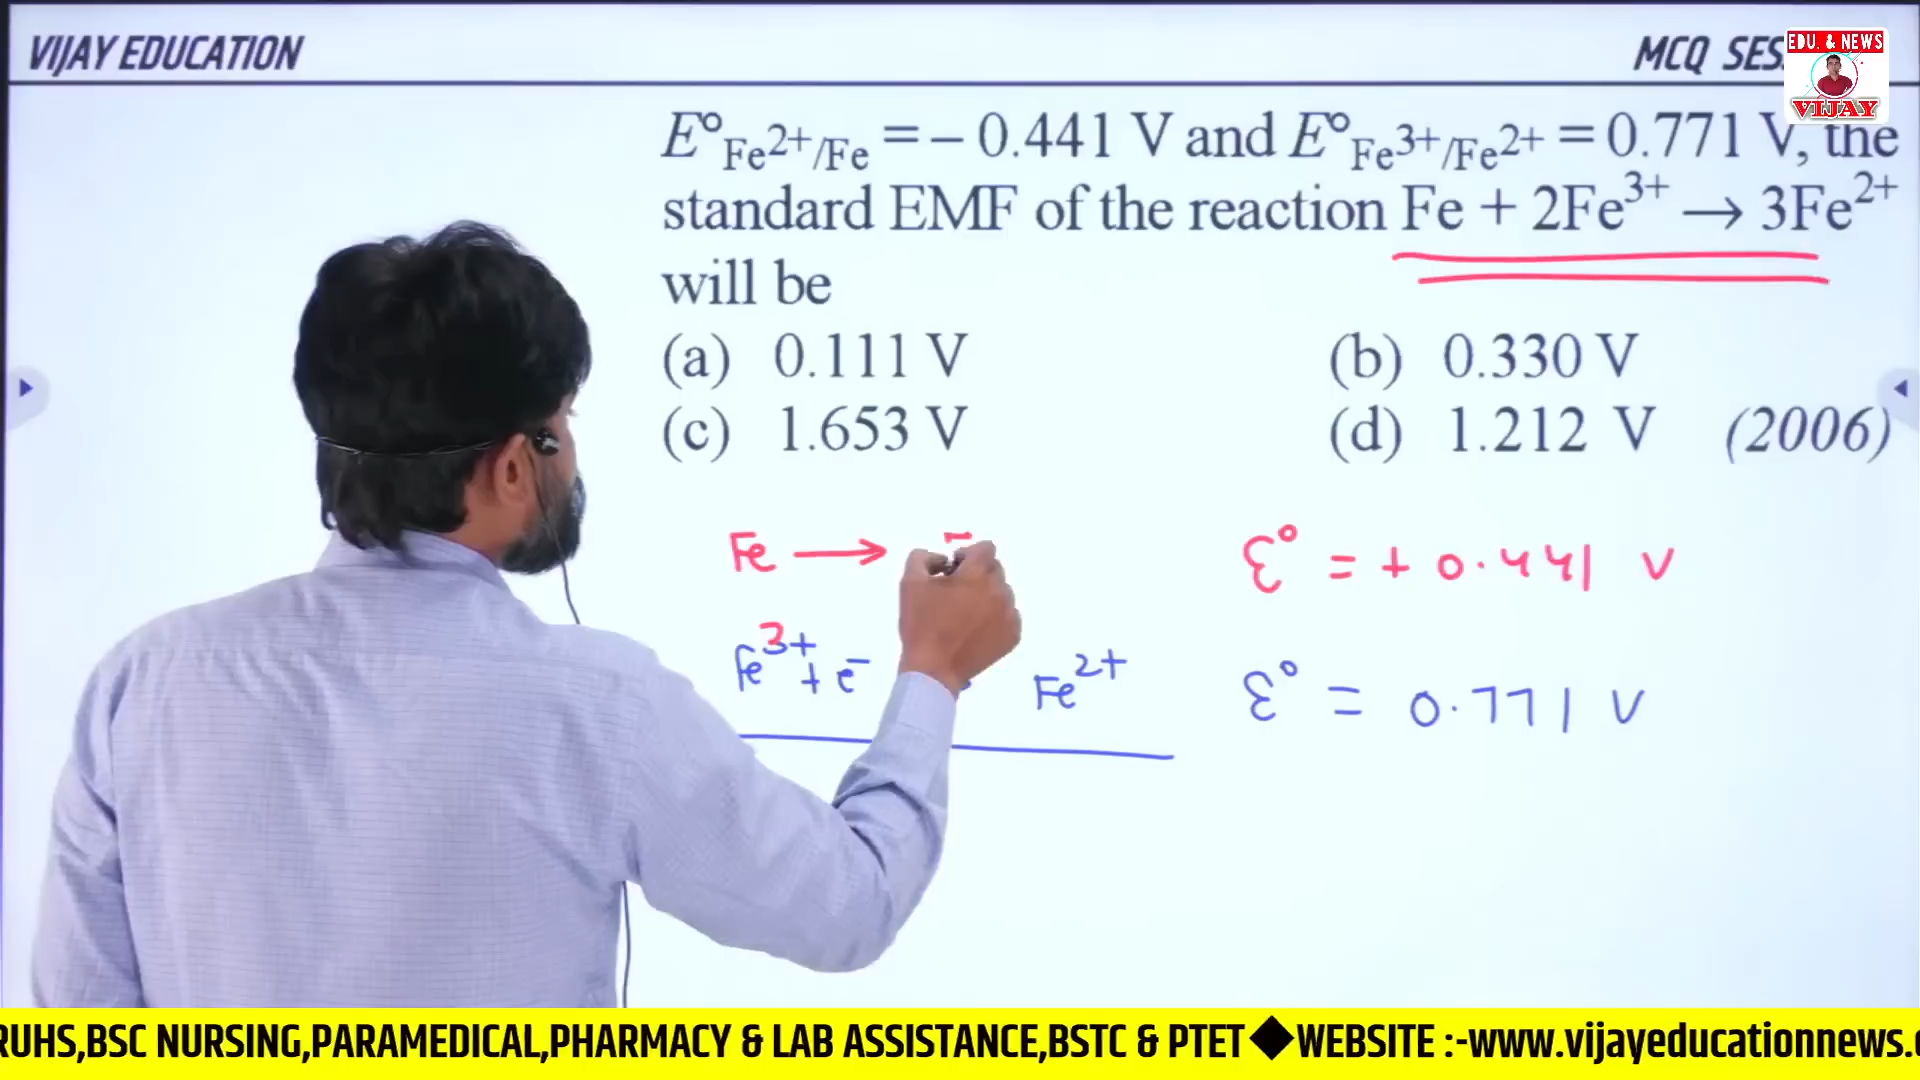 VIJAY EDUCATION
MCQ SES
EDU. & NEWS
VIJAY
E°Fe2+/Fe = – 0.441 V and E°Fe3+/Fe2+ = 0.771 V, the
standard EMF of the reaction Fe + 2Fe3+ → 3Fe2+
will be
(a) 0.111 V (b) 0.330 V
(c) 1.653 V (d) 1.212 V (2006)
Fe → – ε° = + 0.441 V
Fe3+ + e– Fe2+ ε° = 0.771 V
RUHS,BSC NURSING,PARAMEDICAL,PHARMACY & LAB ASSISTANCE,BSTC & PTET◆WEBSITE :-www.vijayeducationnews.c